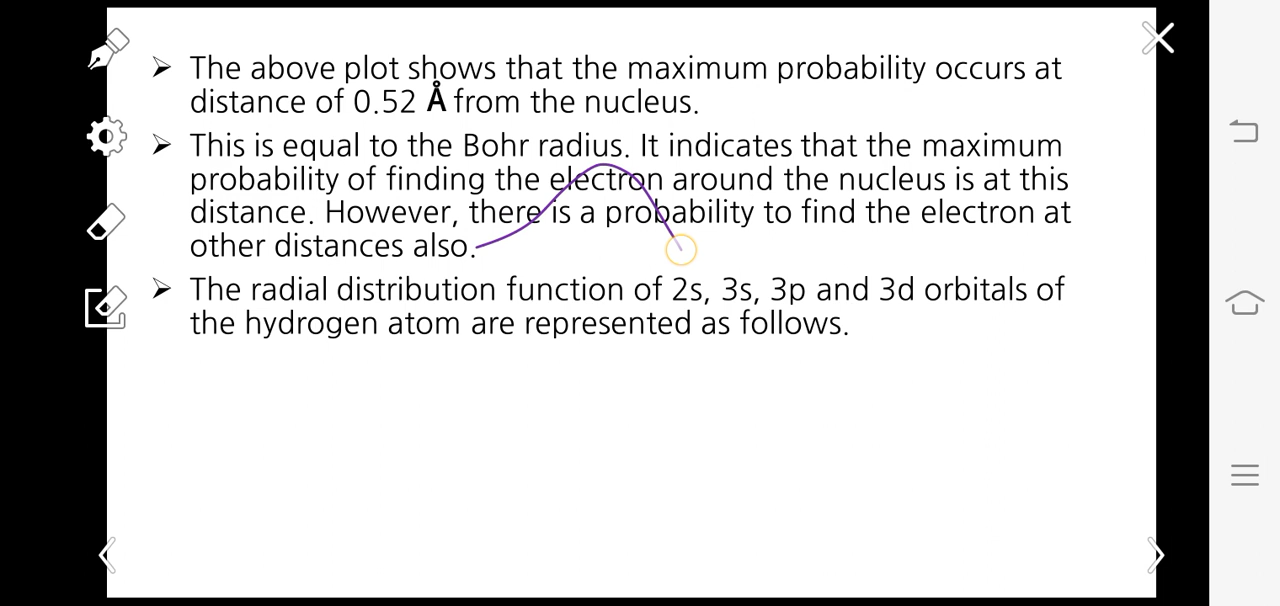 ➢ The above plot shows that the maximum probability occurs at
distance of 0.52 Å from the nucleus.
➢ This is equal to the Bohr radius. It indicates that the maximum
probability of finding the electron around the nucleus is at this
distance. However, there is a probability to find the electron at
other distances also.
➢ The radial distribution function of 2s, 3s, 3p and 3d orbitals of
the hydrogen atom are represented as follows.